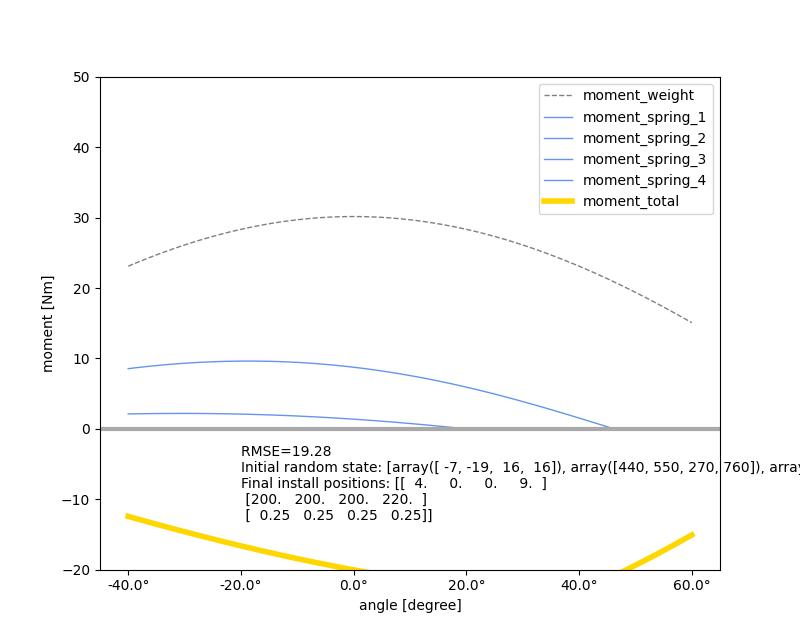 50
40
30
20
10
0
−10
−20
moment [Nm]
moment_weight
moment_spring_1
moment_spring_2
moment_spring_3
moment_spring_4
moment_total
RMSE=19.28
Initial random state: [array([ -7, -19,  16,  16]), array([440, 550, 270, 760]), array
Final install positions: [[  4.     0.     0.     9.  ]
[200.   200.   200.   220.  ]
[  0.25   0.25   0.25   0.25]]
-40.0° -20.0° 0.0° 20.0° 40.0° 60.0°
angle [degree]